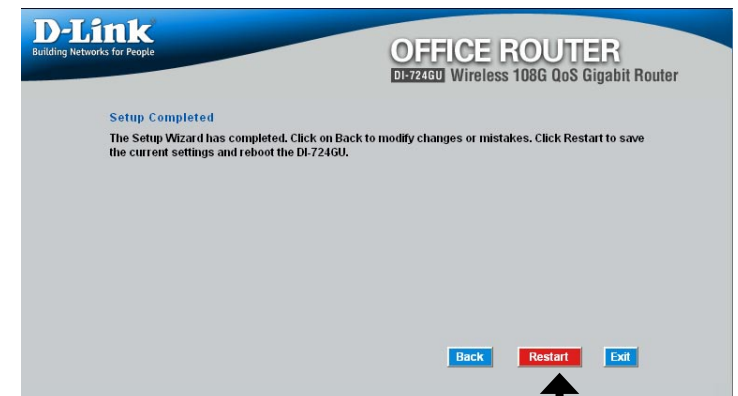 D-Link
Building Networks for People
OFFICE ROUTER
DI-724GU Wireless 108G QoS Gigabit Router
Setup Completed
The Setup Wizard has completed. Click on Back to modify changes or mistakes. Click Restart to save
the current settings and reboot the DI-724GU.
Back Restart Exit